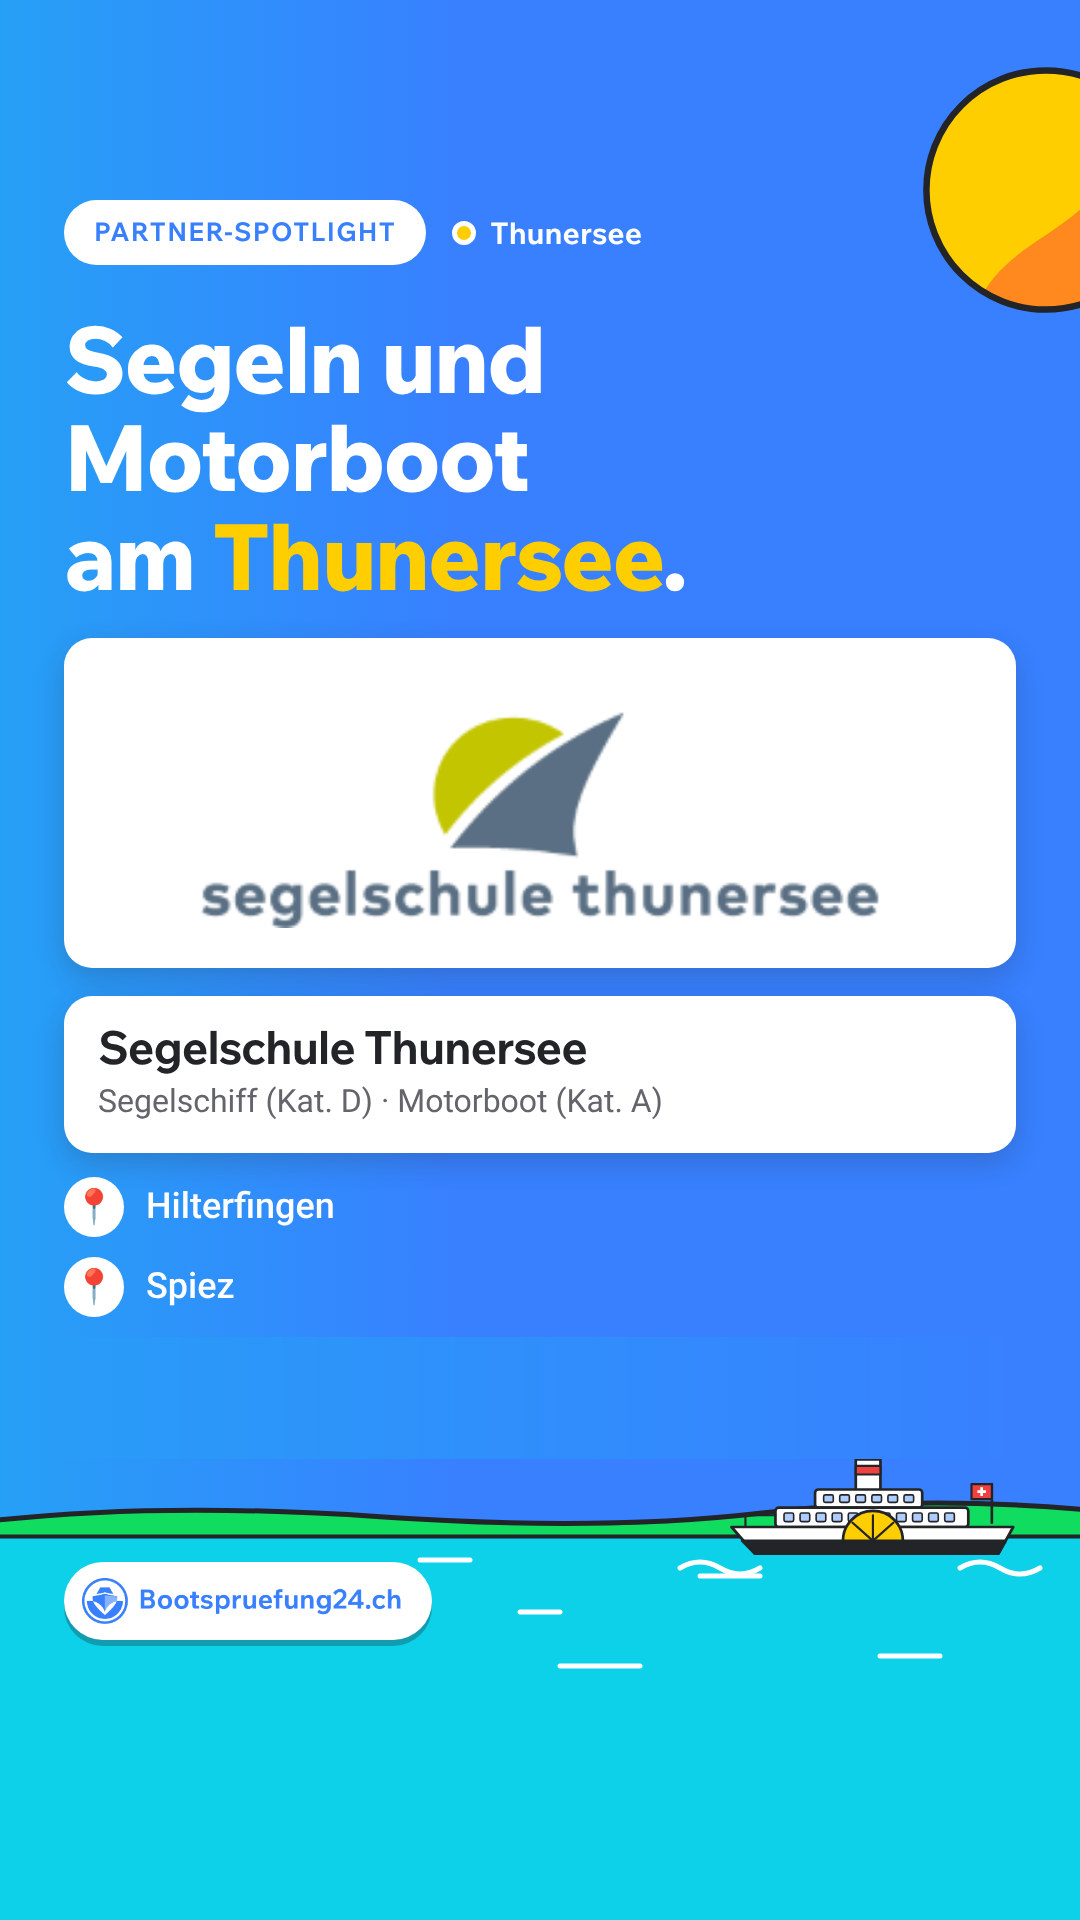 PARTNER-SPOTLIGHT
Thunersee
Segeln und
Motorboot
am Thunersee.
segelschule thunersee
Segelschule Thunersee
Segelschiff (Kat. D) · Motorboot (Kat. A)
Hilterfingen
Spiez
Bootspruefung24.ch